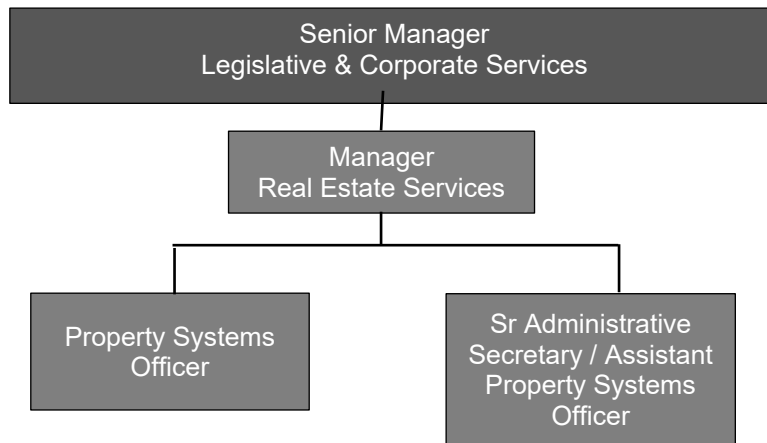 Senior Manager
Legislative & Corporate Services
Manager
Real Estate Services
Property Systems
Officer
Sr Administrative
Secretary / Assistant
Property Systems
Officer